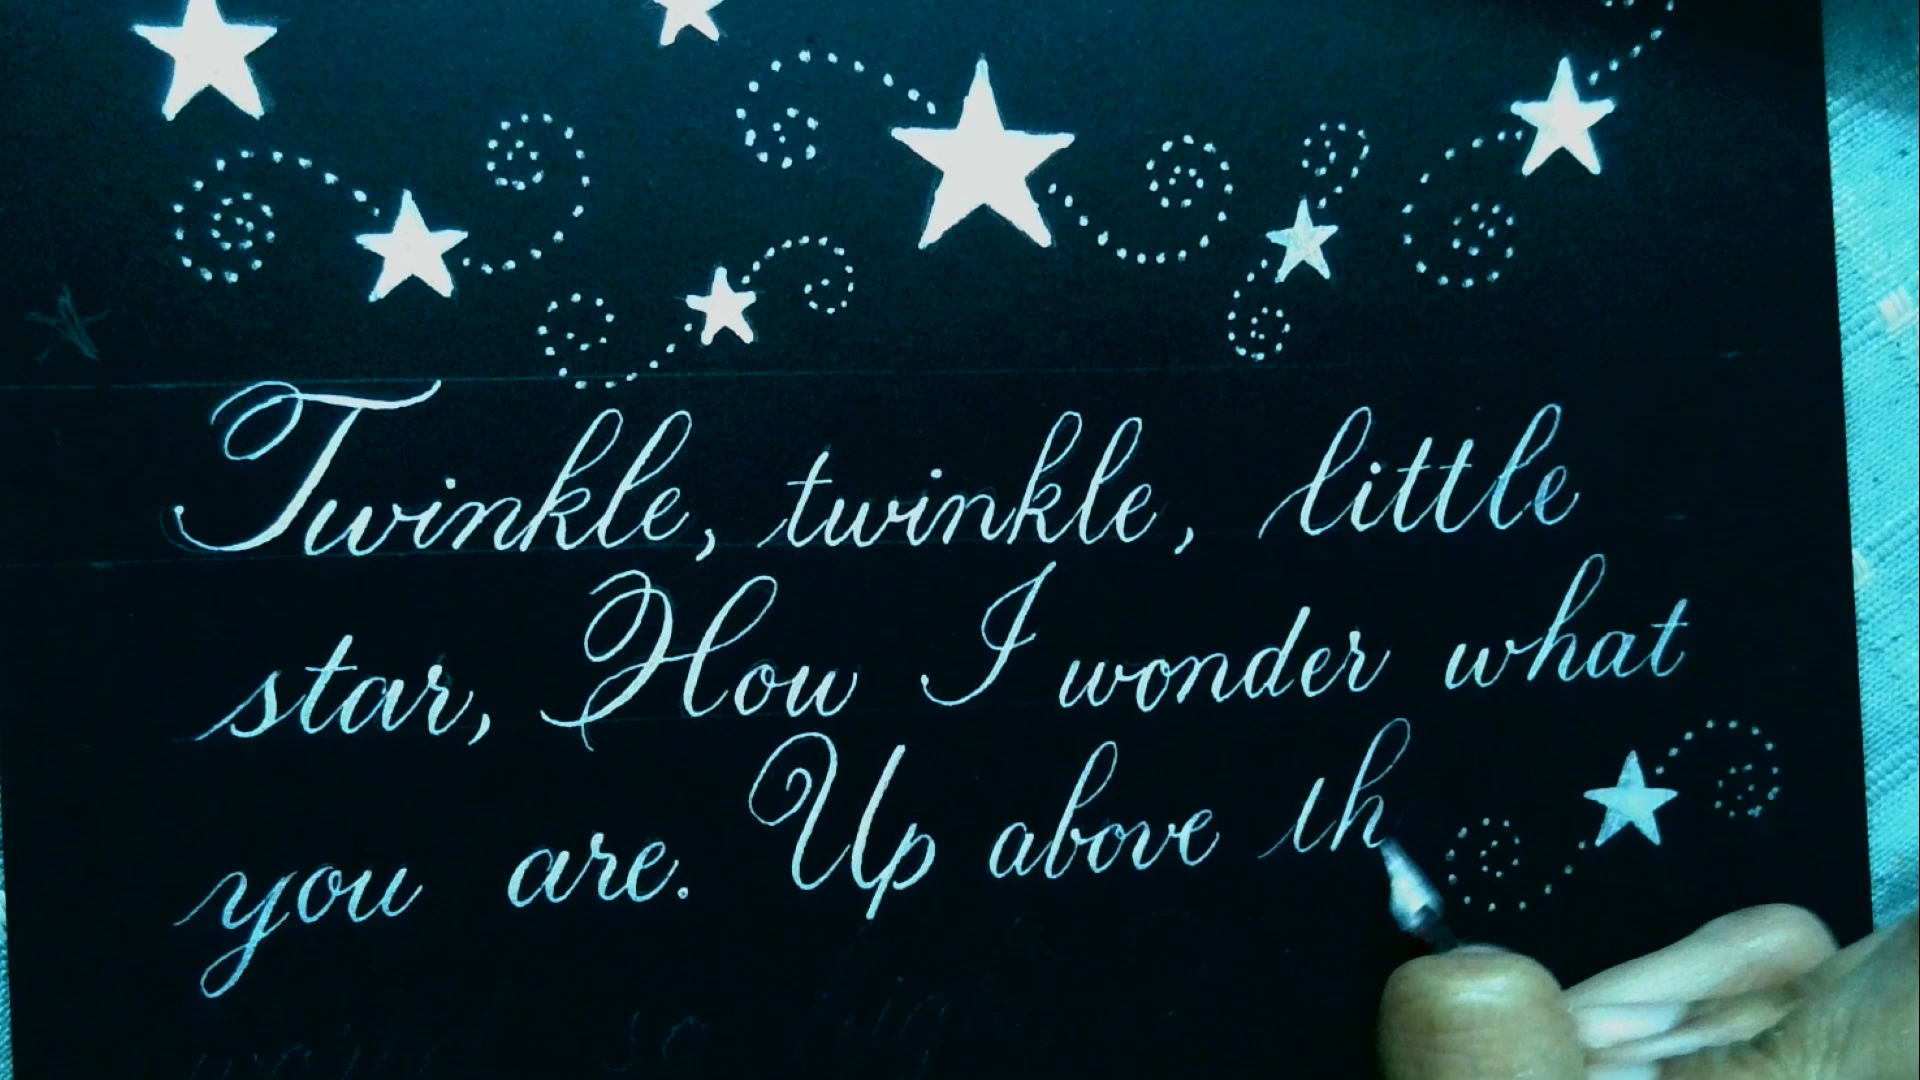 Twinkle, twinkle, little
star, How I wonder what
you are. Up above th